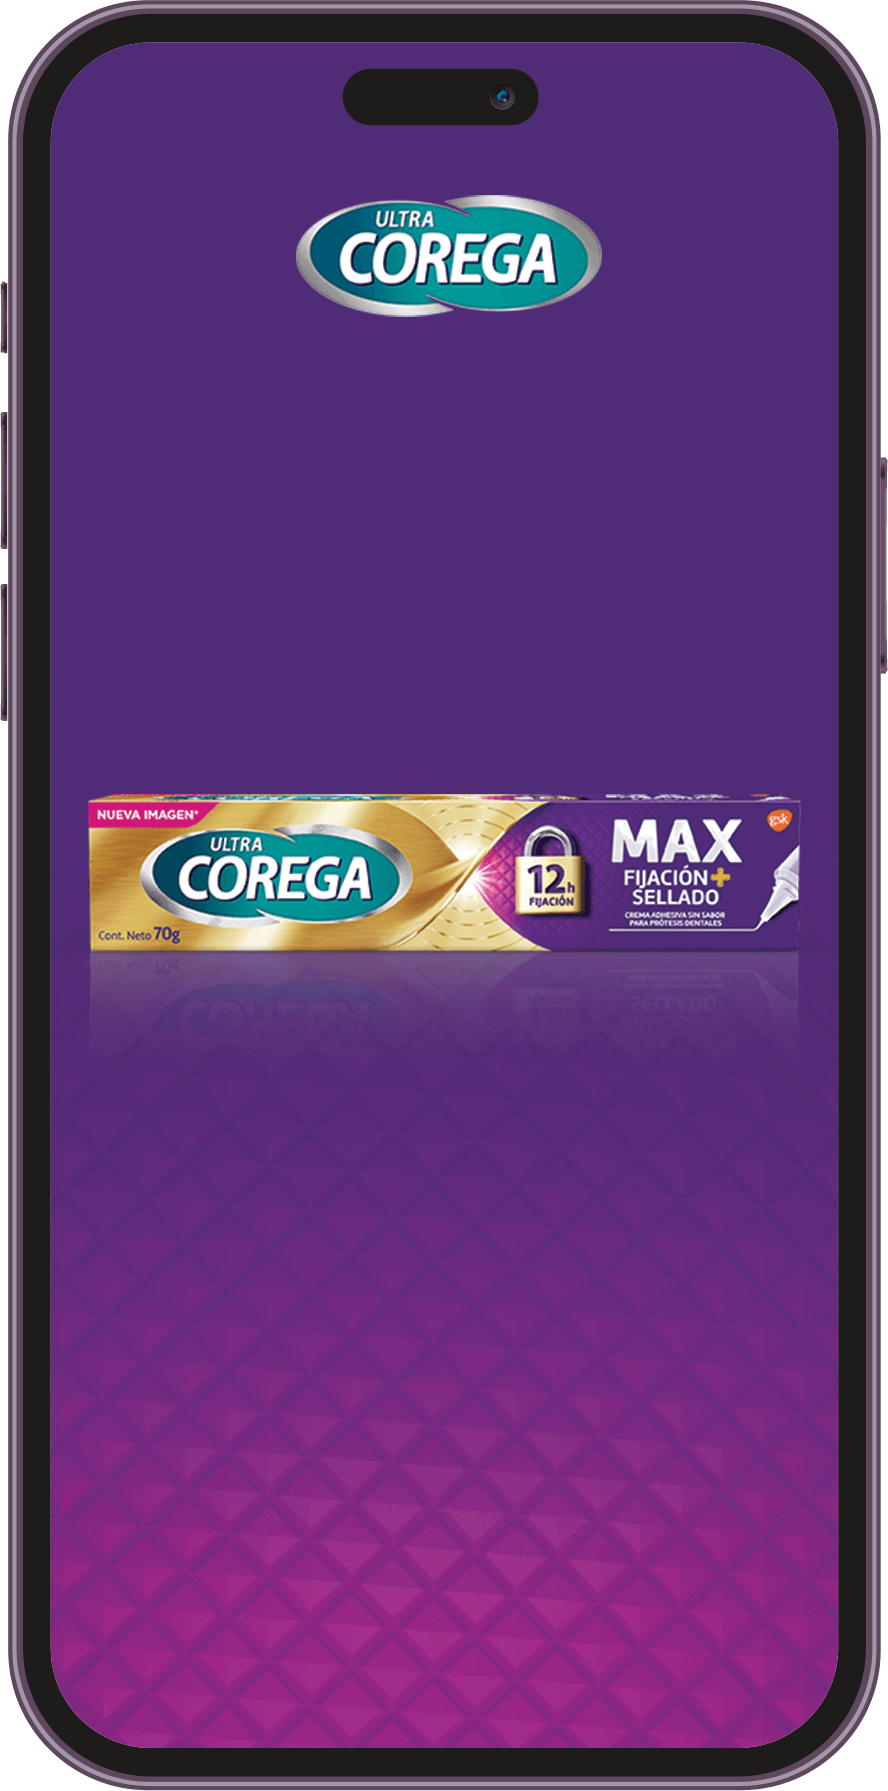 ULTRA
COREGA
NUEVA IMAGEN*
ULTRA
COREGA
Cont. Neto 70g
12h
FIJACIÓN
MAX
FIJACIÓN+
SELLADO
CREMA ADHESIVA SIN SABOR
PARA PRÓTESIS DENTALES
gsk